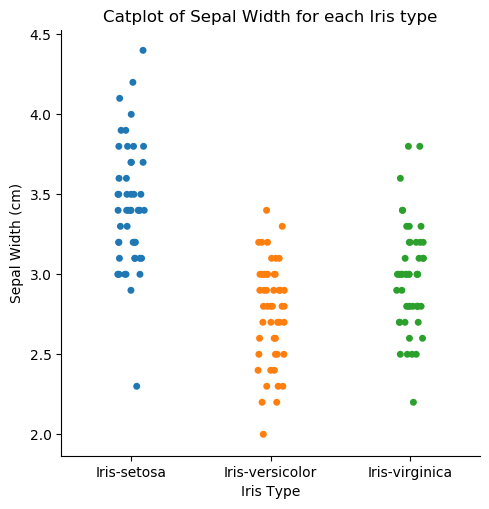 Catplot of Sepal Width for each Iris type
4.5
4.0
3.5
3.0
2.5
2.0
Sepal Width (cm)
Iris-setosa Iris-versicolor Iris-virginica
Iris Type